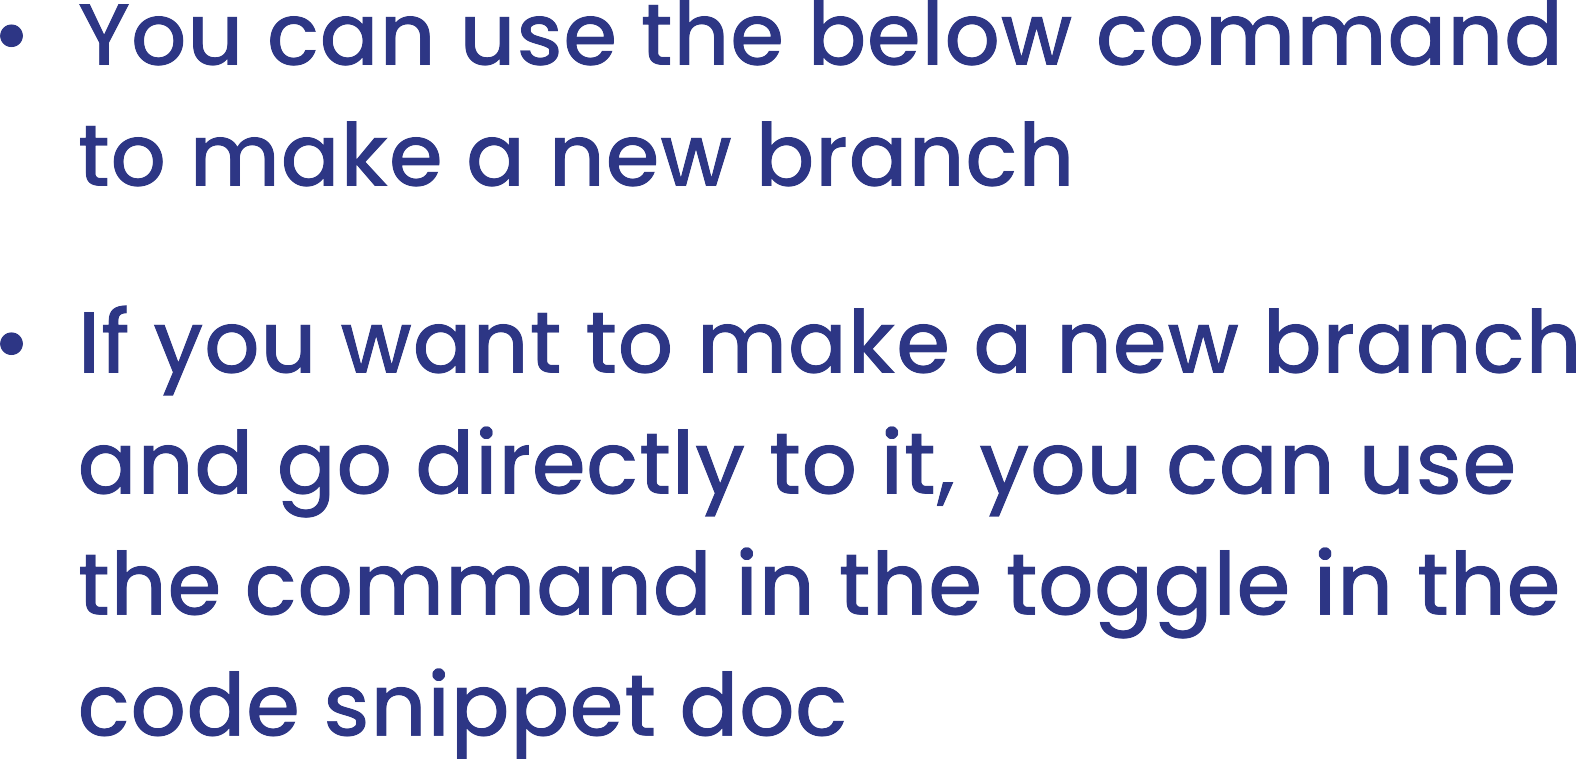 • You can use the below command
to make a new branch
• If you want to make a new branch
and go directly to it, you can use
the command in the toggle in the
code snippet doc